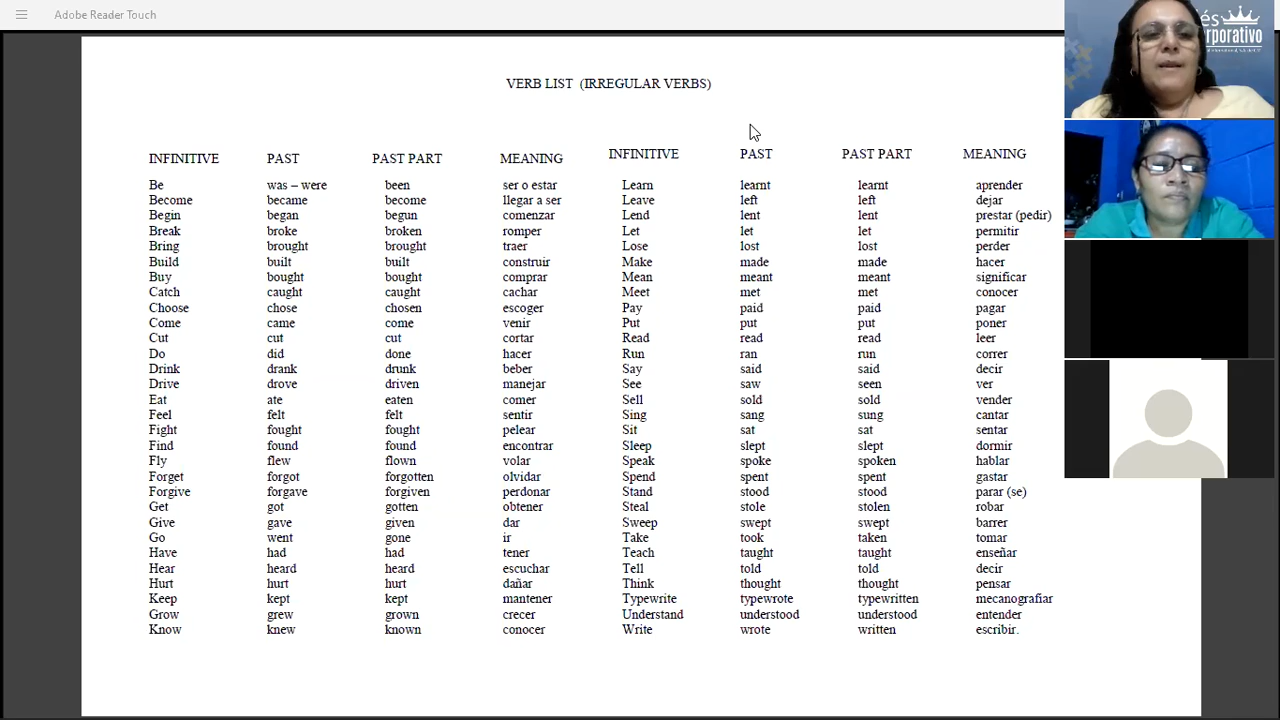 Adobe Reader Touch
és
rporativo
VERB LIST (IRREGULAR VERBS)
INFINITIVE PAST PAST PART MEANING INFINITIVE PAST PAST PART MEANING
Be was – were been ser o estar Learn learnt learnt aprender
Become became become llegar a ser Leave left left dejar
Begin began begun comenzar Lend lent lent prestar (pedir)
Break broke broken romper Let let let permitir
Bring brought brought traer Lose lost lost perder
Build built built construir Make made made hacer
Buy bought bought comprar Mean meant meant significar
Catch caught caught cachar Meet met met conocer
Choose chose chosen escoger Pay paid paid pagar
Come came come venir Put put put poner
Cut cut cut cortar Read read read leer
Do did done hacer Run ran run correr
Drink drank drunk beber Say said said decir
Drive drove driven manejar See saw seen ver
Eat ate eaten comer Sell sold sold vender
Feel felt felt sentir Sing sang sung cantar
Fight fought fought pelear Sit sat sat sentar
Find found found encontrar Sleep slept slept dormir
Fly flew flown volar Speak spoke spoken hablar
Forget forgot forgotten olvidar Spend spent spent gastar
Forgive forgave forgiven perdonar Stand stood stood parar (se)
Get got gotten obtener Steal stole stolen robar
Give gave given dar Sweep swept swept barrer
Go went gone ir Take took taken tomar
Have had had tener Teach taught taught enseñar
Hear heard heard escuchar Tell told told decir
Hurt hurt hurt dañar Think thought thought pensar
Keep kept kept mantener Typewrite typewrote typewritten mecanografiar
Grow grew grown crecer Understand understood understood entender
Know knew known conocer Write wrote written escribir.